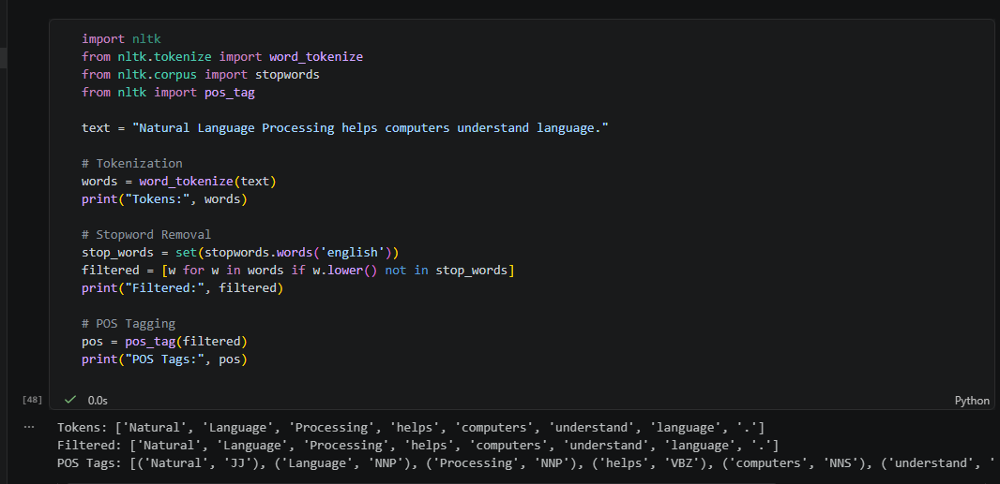 import nltk
from nltk.tokenize import word_tokenize
from nltk.corpus import stopwords
from nltk import pos_tag
text = "Natural Language Processing helps computers understand language."
# Tokenization
words = word_tokenize(text)
print("Tokens:", words)
# Stopword Removal
stop_words = set(stopwords.words('english'))
filtered = [w for w in words if w.lower() not in stop_words]
print("Filtered:", filtered)
# POS Tagging
pos = pos_tag(filtered)
print("POS Tags:", pos)
[48] 0.0s Python
... Tokens: ['Natural', 'Language', 'Processing', 'helps', 'computers', 'understand', 'language', '.']
Filtered: ['Natural', 'Language', 'Processing', 'helps', 'computers', 'understand', 'language', '.']
POS Tags: [('Natural', 'JJ'), ('Language', 'NNP'), ('Processing', 'NNP'), ('helps', 'VBZ'), ('computers', 'NNS'), ('understand', '